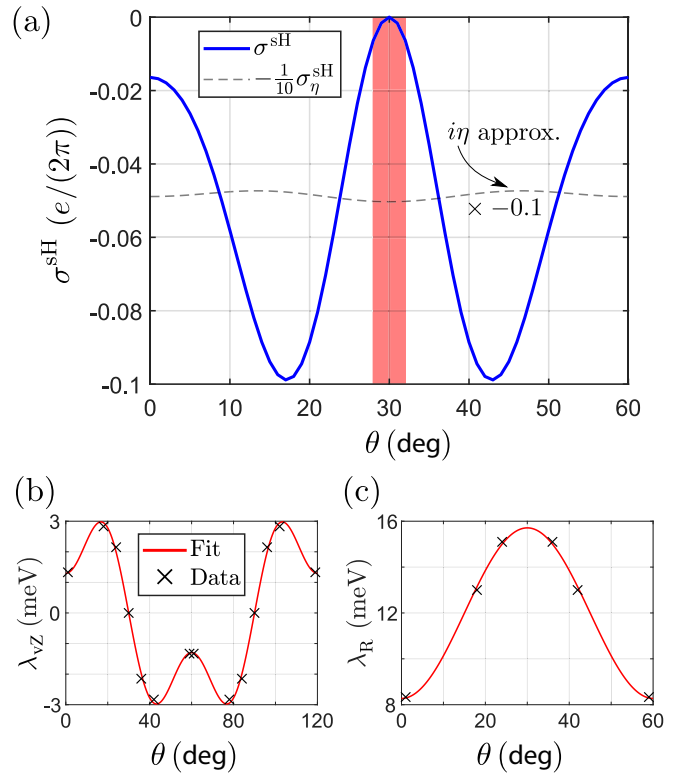 (a)
σ^sH (e/(2π))
0
-0.02
-0.04
-0.06
-0.08
-0.1
σ^sH
−1/10 σ_η^sH
iη approx.
× −0.1
0 10 20 30 40 50 60
θ (deg)
(b)
λ_vZ (meV)
3
0
-3
Fit
Data
0 40 80 120
θ (deg)
(c)
λ_R (meV)
16
12
8
0 20 40 60
θ (deg)